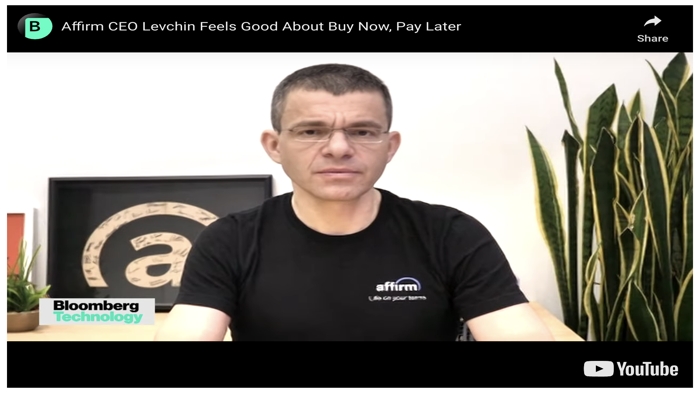 B
Affirm CEO Levchin Feels Good About Buy Now, Pay Later
Share
a
affirm
Life on your terms
Bloomberg
Technology
YouTube